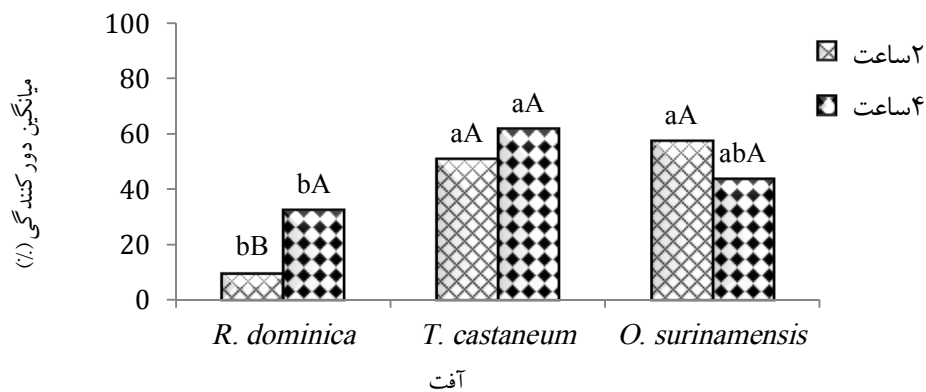 100
80
60
40
20
0
میانگین دور کنندگی (٪)
bB
bA
aA
aA
aA
abA
۲ساعت
۴ساعت
R. dominica
T. castaneum
O. surinamensis
آفت